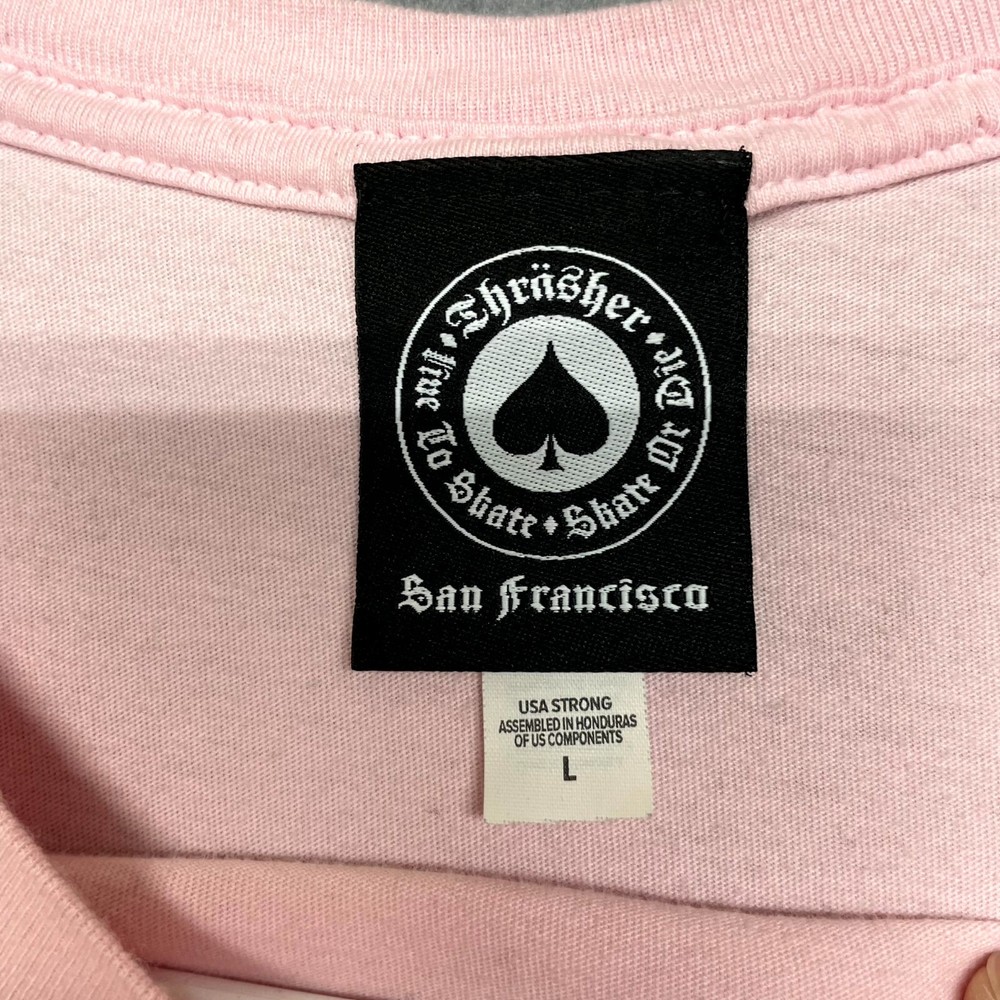 Thräsher
Live To Skate • Skate Or Die
San Francisco
USA STRONG
ASSEMBLED IN HONDURAS
OF US COMPONENTS
L